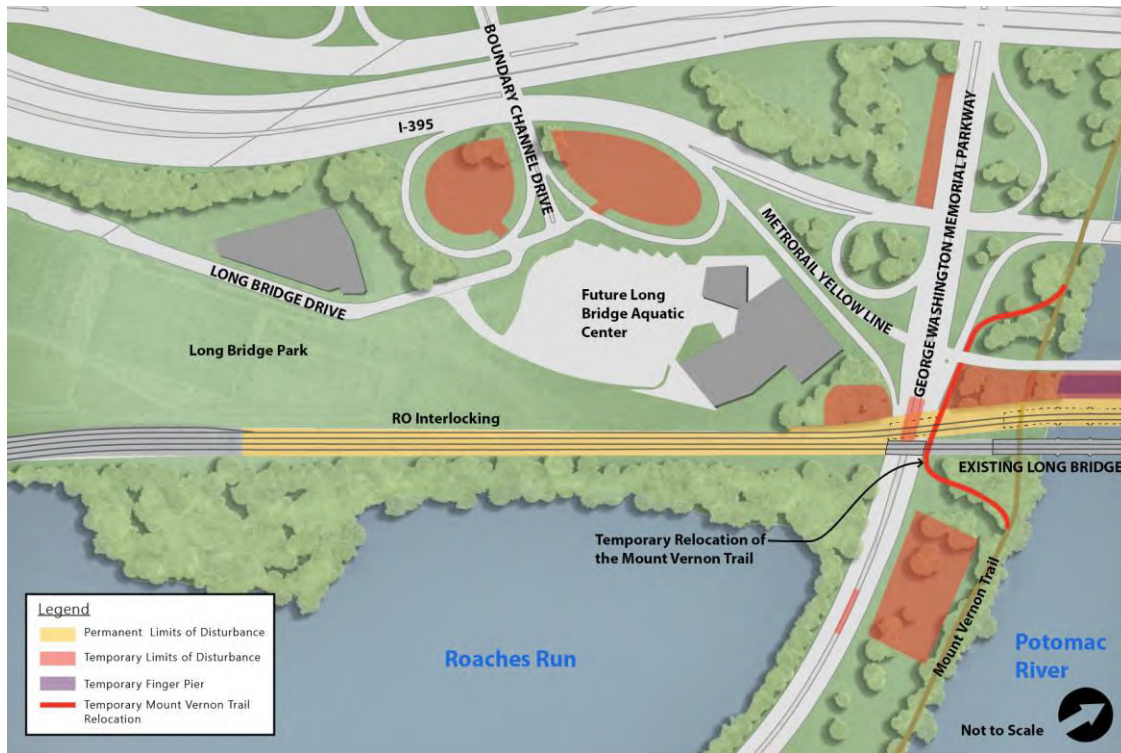 BOUNDARY CHANNEL DRIVE
I-395
GEORGE WASHINGTON MEMORIAL PARKWAY
METRORAIL YELLOW LINE
LONG BRIDGE DRIVE
Future Long
Bridge Aquatic
Center
Long Bridge Park
RO Interlocking
EXISTING LONG BRIDGE
Temporary Relocation of
the Mount Vernon Trail
Mount Vernon Trail
Legend
Permanent Limits of Disturbance
Temporary Limits of Disturbance
Temporary Finger Pier
Temporary Mount Vernon Trail
Relocation
Roaches Run
Potomac
River
Not to Scale